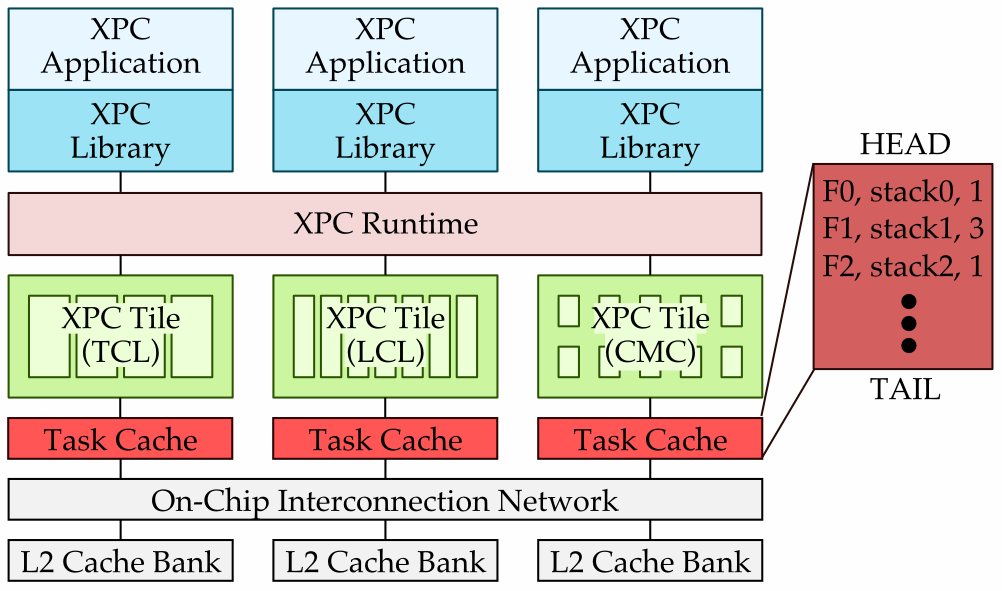 XPC
Application
XPC
Application
XPC
Application
XPC
Library
XPC
Library
XPC
Library
HEAD
F0, stack0, 1
F1, stack1, 3
F2, stack2, 1
TAIL
XPC Runtime
XPC Tile
(TCL)
XPC Tile
(LCL)
XPC Tile
(CMC)
Task Cache
Task Cache
Task Cache
On-Chip Interconnection Network
L2 Cache Bank
L2 Cache Bank
L2 Cache Bank